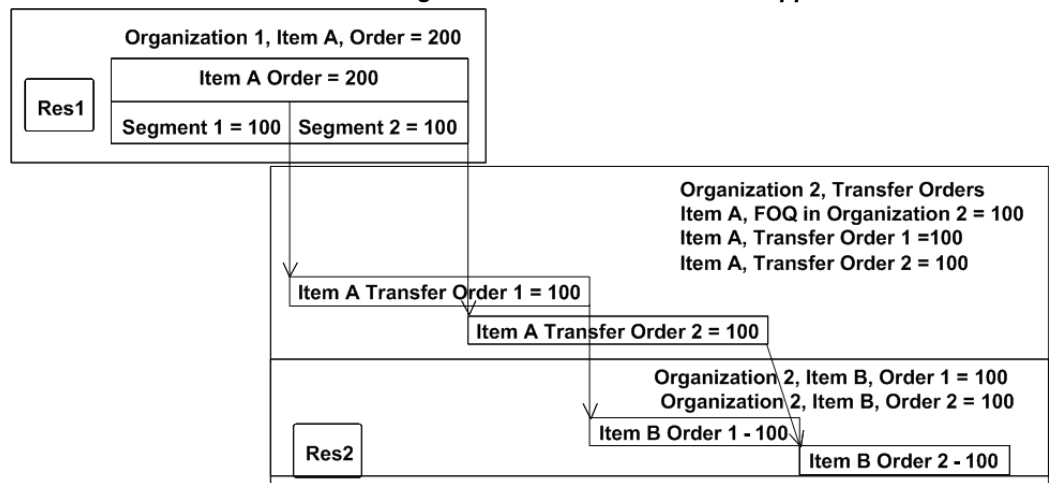 Organization 1, Item A, Order = 200
Item A Order = 200
Res1
Segment 1 = 100
Segment 2 = 100
Organization 2, Transfer Orders
Item A, FOQ in Organization 2 = 100
Item A, Transfer Order 1 =100
Item A, Transfer Order 2 = 100
Item A Transfer Order 1 = 100
Item A Transfer Order 2 = 100
Organization 2, Item B, Order 1 = 100
Organization 2, Item B, Order 2 = 100
Item B Order 1 - 100
Res2
Item B Order 2 - 100